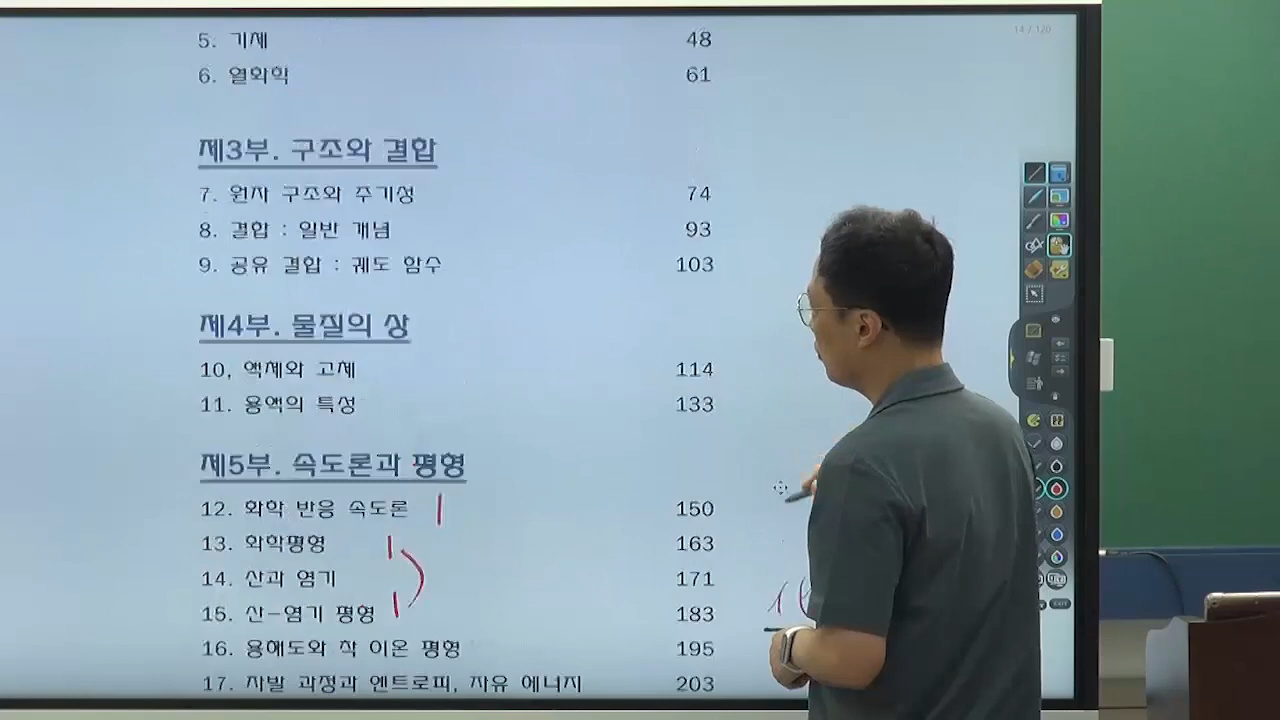 14 / 120
5. 기체 48
6. 열화학 61
제3부. 구조와 결합
7. 원자 구조와 주기성 74
8. 결합 : 일반 개념 93
9. 공유 결합 : 궤도 함수 103
제4부. 물질의 상
10, 액체와 고체 114
11. 용액의 특성 133
제5부. 속도론과 평형
12. 화학 반응 속도론 150
13. 화학평형 163
14. 산과 염기 171
15. 산-염기 평형 183
16. 용해도와 착 이온 평형 195
17. 자발 과정과 엔트로피, 자유 에너지 203
EXIT